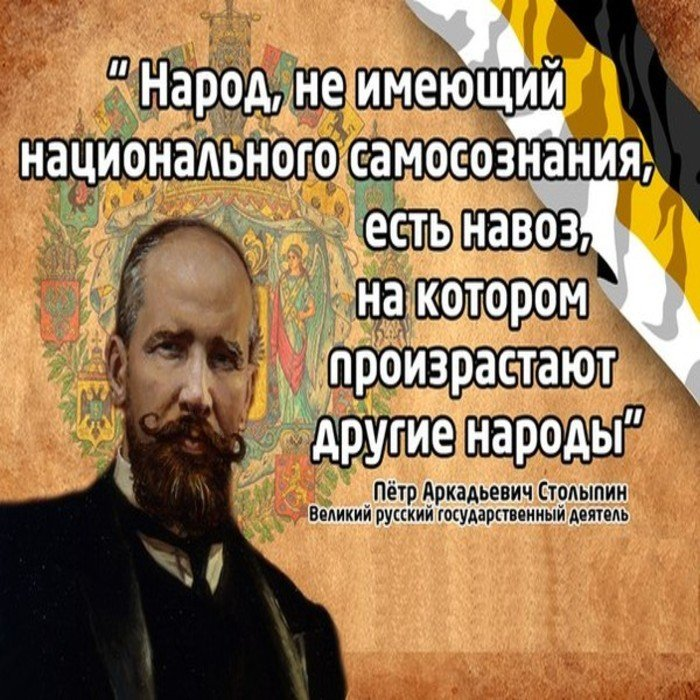 “ Народ, не имеющий
национального самосознания,
есть навоз,
на котором
произрастают
другие народы”
Пётр Аркадьевич Столыпин
Великий русский государственный деятель